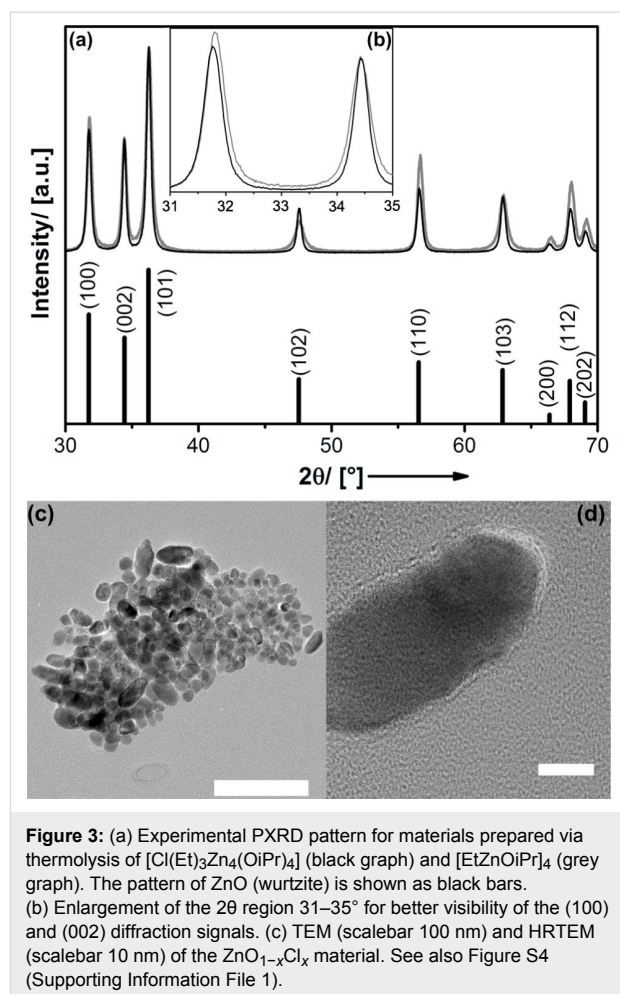 (a)
(b)
31 32 33 34 35
Intensity/ [a.u.]
(100)
(002)
(101)
(102)
(110)
(103)
(200)
(112)
(202)
30 40 50 60 70
2θ/ [°]
(c)
(d)
Figure 3: (a) Experimental PXRD pattern for materials prepared via
thermolysis of [Cl(Et)₃Zn₄(OiPr)₄] (black graph) and [EtZnOiPr]₄ (grey
graph). The pattern of ZnO (wurtzite) is shown as black bars.
(b) Enlargement of the 2θ region 31–35° for better visibility of the (100)
and (002) diffraction signals. (c) TEM (scalebar 100 nm) and HRTEM
(scalebar 10 nm) of the ZnO₁₋ₓClₓ material. See also Figure S4
(Supporting Information File 1).